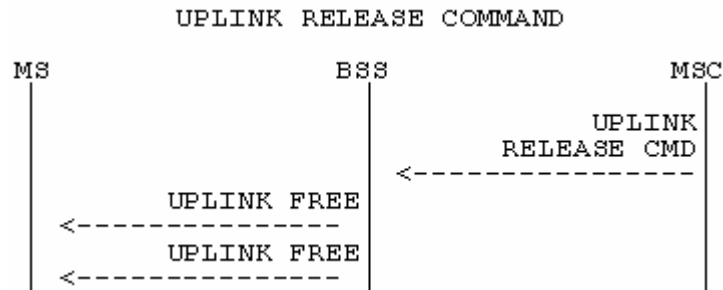 UPLINK RELEASE COMMAND
MS BSS MSC
UPLINK
RELEASE CMD
UPLINK FREE
UPLINK FREE